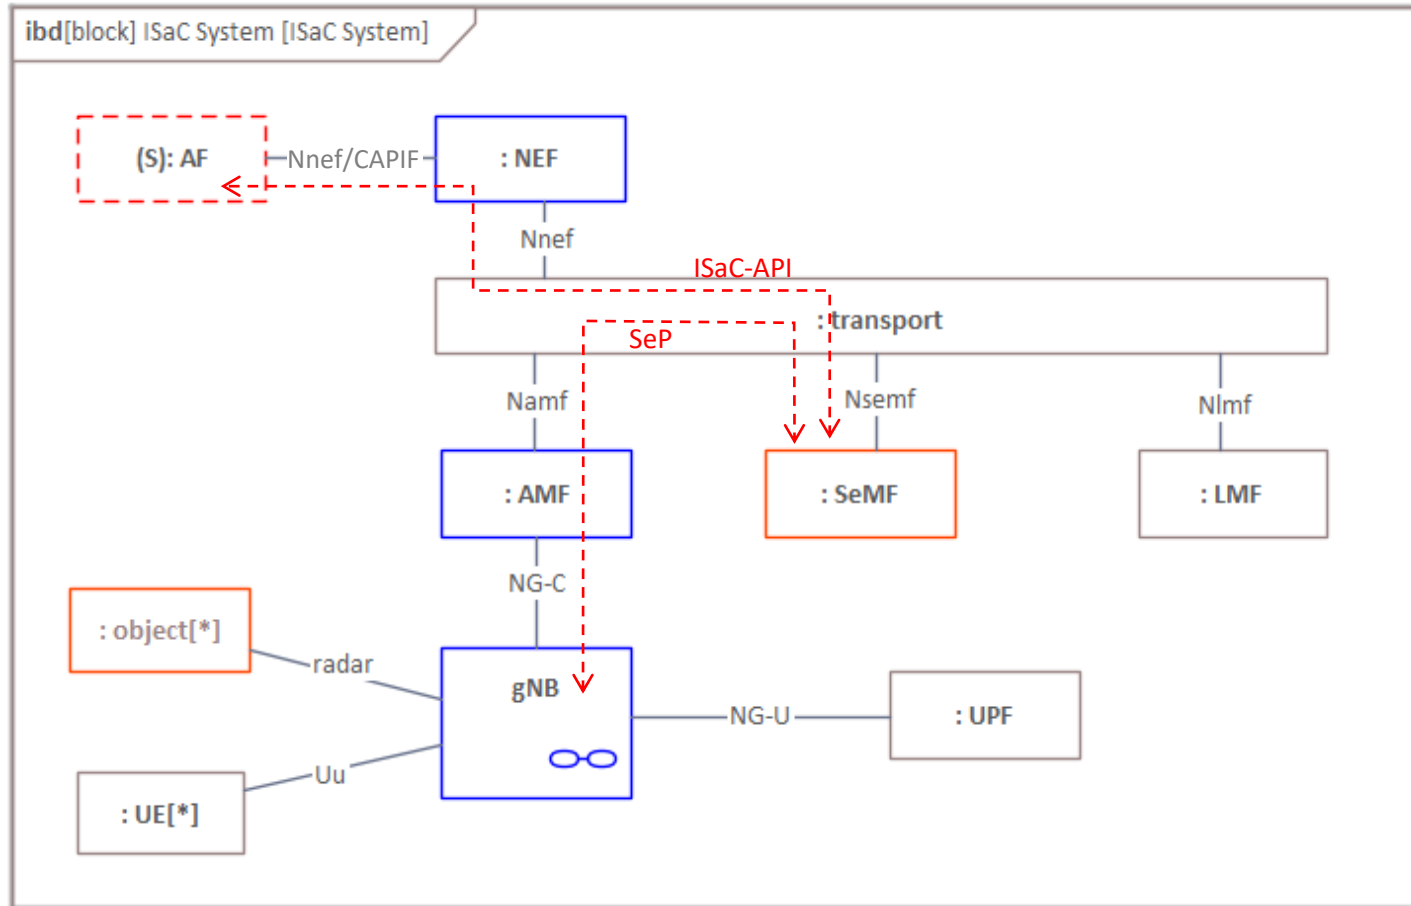 ibd[block] ISaC System [ISaC System]
(S): AF
Nnef/CAPIF
: NEF
Nnef
ISaC-API
: transport
SeP
Namf
Nsemf
Nlmf
: AMF
: SeMF
: LMF
NG-C
: object[*]
radar
gNB
NG-U
: UPF
Uu
: UE[*]